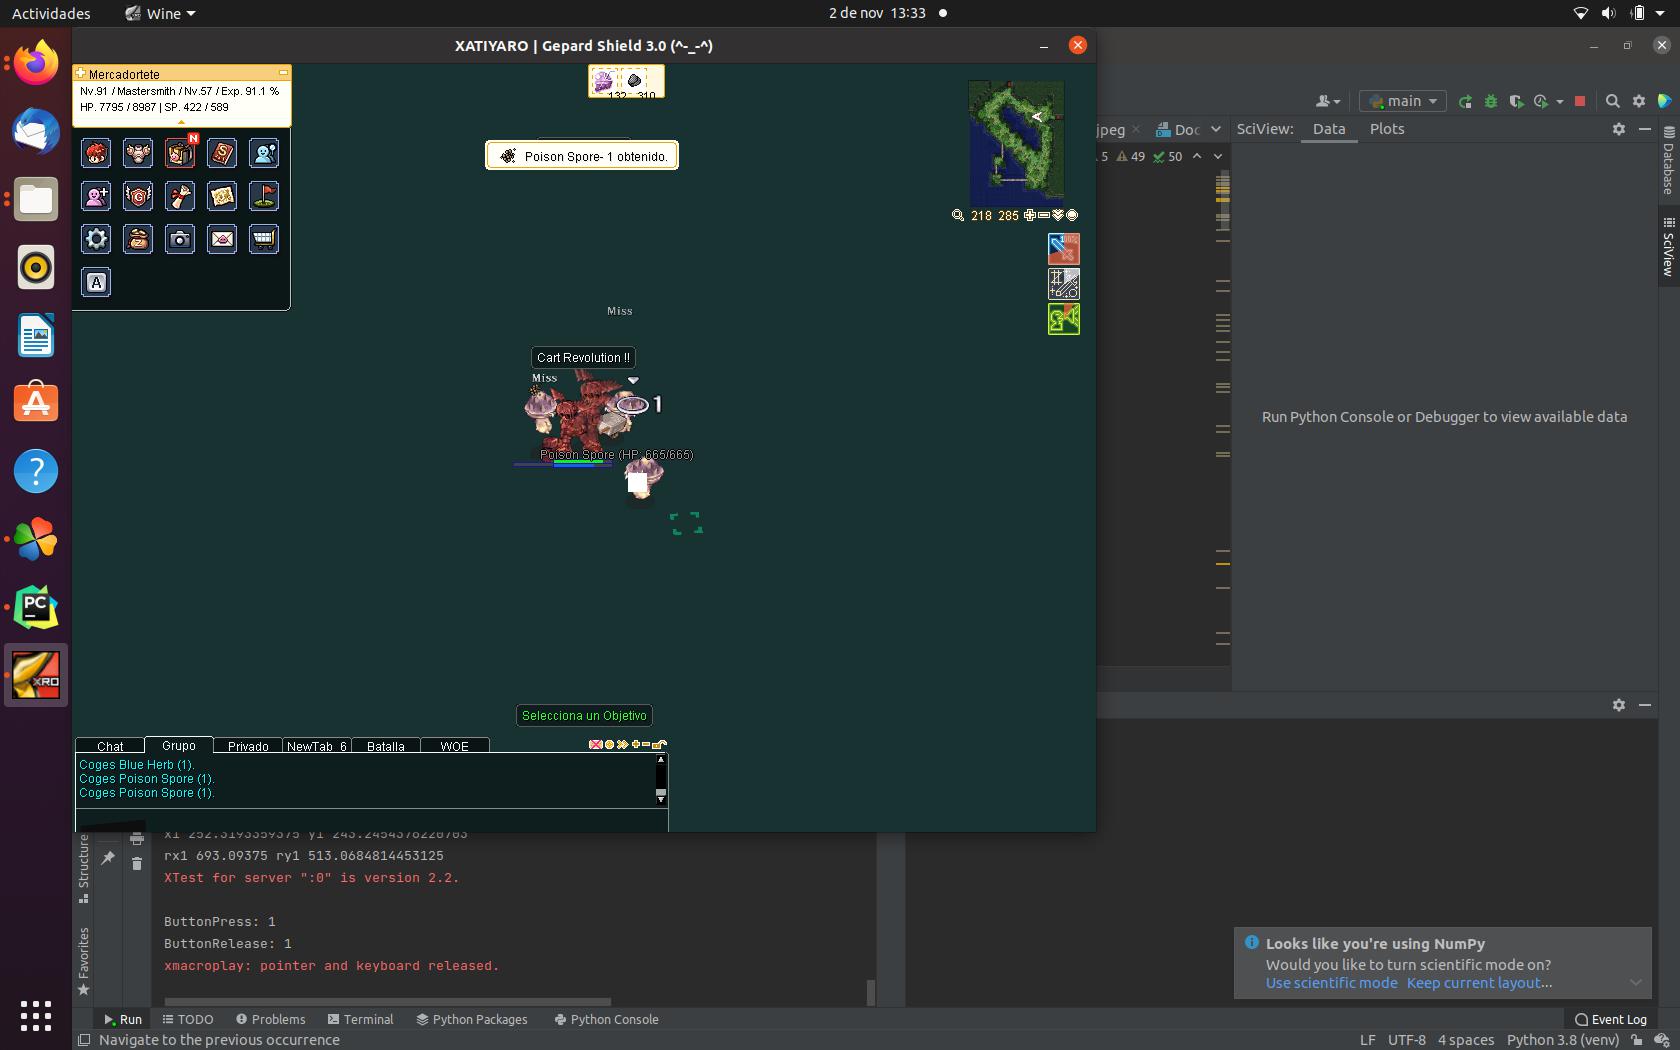 Actividades
Wine
2 de nov 13:33
XATIYARO | Gepard Shield 3.0 (^-_-^)
Mercadortete
Nv.91 / Mastersmith / Nv.57 / Exp. 91.1 %
HP. 7795 / 8987 | SP. 422 / 589
N
A
132 310
Poison Spore- 1 obtenido.
218 285
100%
Miss
Cart Revolution !!
Miss
1
Poison Spore (HP: 665/665)
Selecciona un Objetivo
Chat Grupo Privado NewTab_6 Batalla WOE
Coges Blue Herb (1).
Coges Poison Spore (1).
Coges Poison Spore (1).
main
jpeg Doc SciView: Data Plots
5 49 50
Database
SciView
Run Python Console or Debugger to view available data
PC
XRO
x1 252.3193359375 y1 243.2454376220703
rx1 693.09375 ry1 513.0684814453125
XTest for server ":0" is version 2.2.
ButtonPress: 1
ButtonRelease: 1
xmacroplay: pointer and keyboard released.
Structure
Favorites
Looks like you're using NumPy
Would you like to turn scientific mode on?
Use scientific mode Keep current layout...
Run TODO Problems Terminal Python Packages Python Console Event Log
Navigate to the previous occurrence LF UTF-8 4 spaces Python 3.8 (venv)